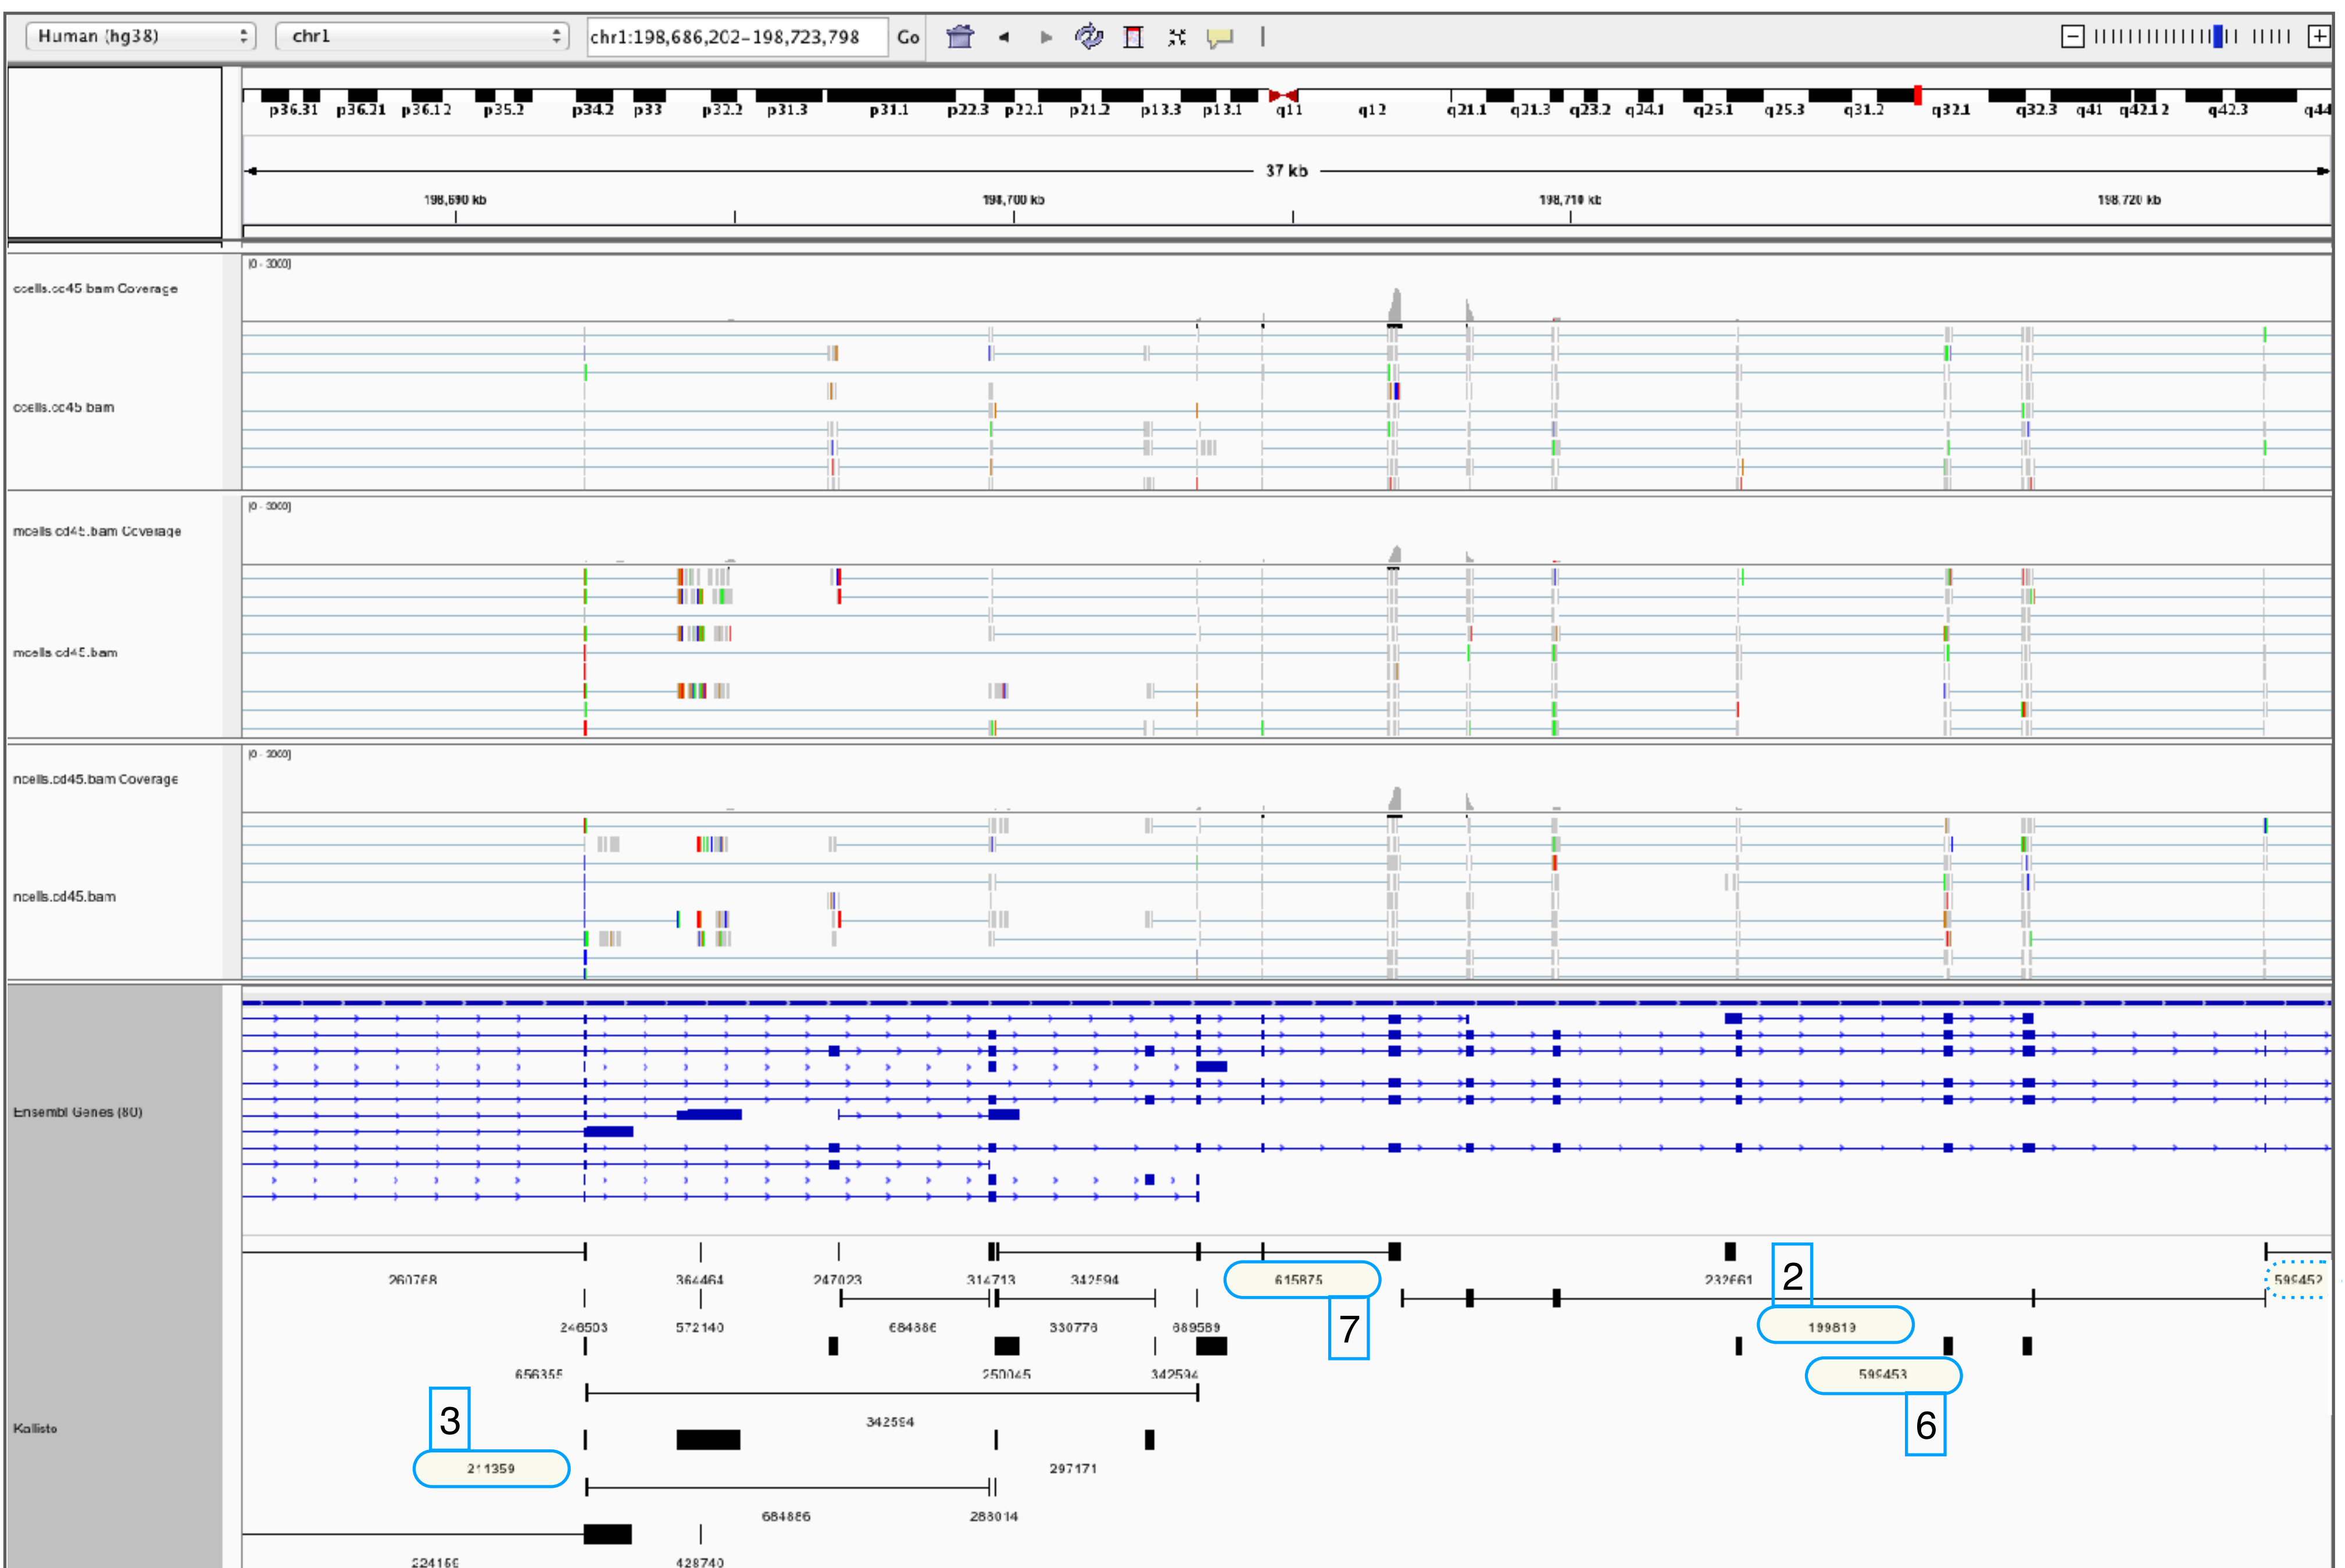 Human (hg38) chr1 chr1:198,686,202-198,723,798 Go
p36.31 p36.21 p36.12 p35.2 p34.2 p33 p32.2 p31.3 p31.1 p22.3 p22.1 p21.2 p13.3 p13.1 q11 q12 q21.1 q21.3 q23.2 q24.1 q25.1 q25.3 q31.2 q32.1 q32.3 q41 q42.12 q42.3 q44
37 kb
198,690 kb 198,700 kb 198,710 kb 198,720 kb
[0 - 3000]
ccells.cc45 bam Coverage
ccells.cc45 bam
[0 - 3000]
mcells cd45.bam Coverage
mcells cd45.bam
[0 - 3000]
ncells.cd45.bam Coverage
ncells.cd45.bam
Ensembl Genes (80)
260768 364464 247023 314713 342594 615875 232661 2 599452
246503 572140 684886 330776 689589 7 199819
656355 250045 342594 599453
3 342594 6
Kallisto
211359 297171
684886 288014
224159 428740